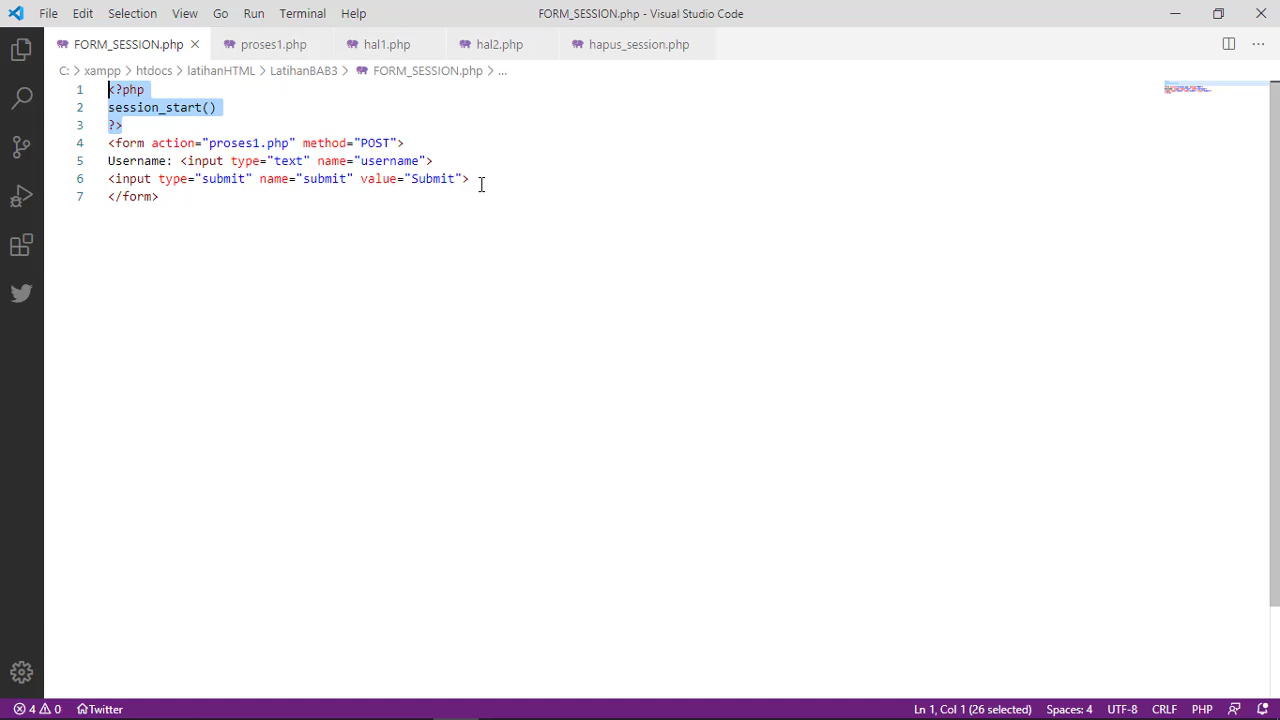 File Edit Selection View Go Run Terminal Help FORM_SESSION.php - Visual Studio Code
FORM_SESSION.php proses1.php hal1.php hal2.php hapus_session.php
C: > xampp > htdocs > latihanHTML > LatihanBAB3 > FORM_SESSION.php > ...
1 <?php
2 session_start()
3 ?>
4 <form action="proses1.php" method="POST">
5 Username: <input type="text" name="username">
6 <input type="submit" name="submit" value="Submit">
7 </form>
4 0 Twitter Ln 1, Col 1 (26 selected) Spaces: 4 UTF-8 CRLF PHP